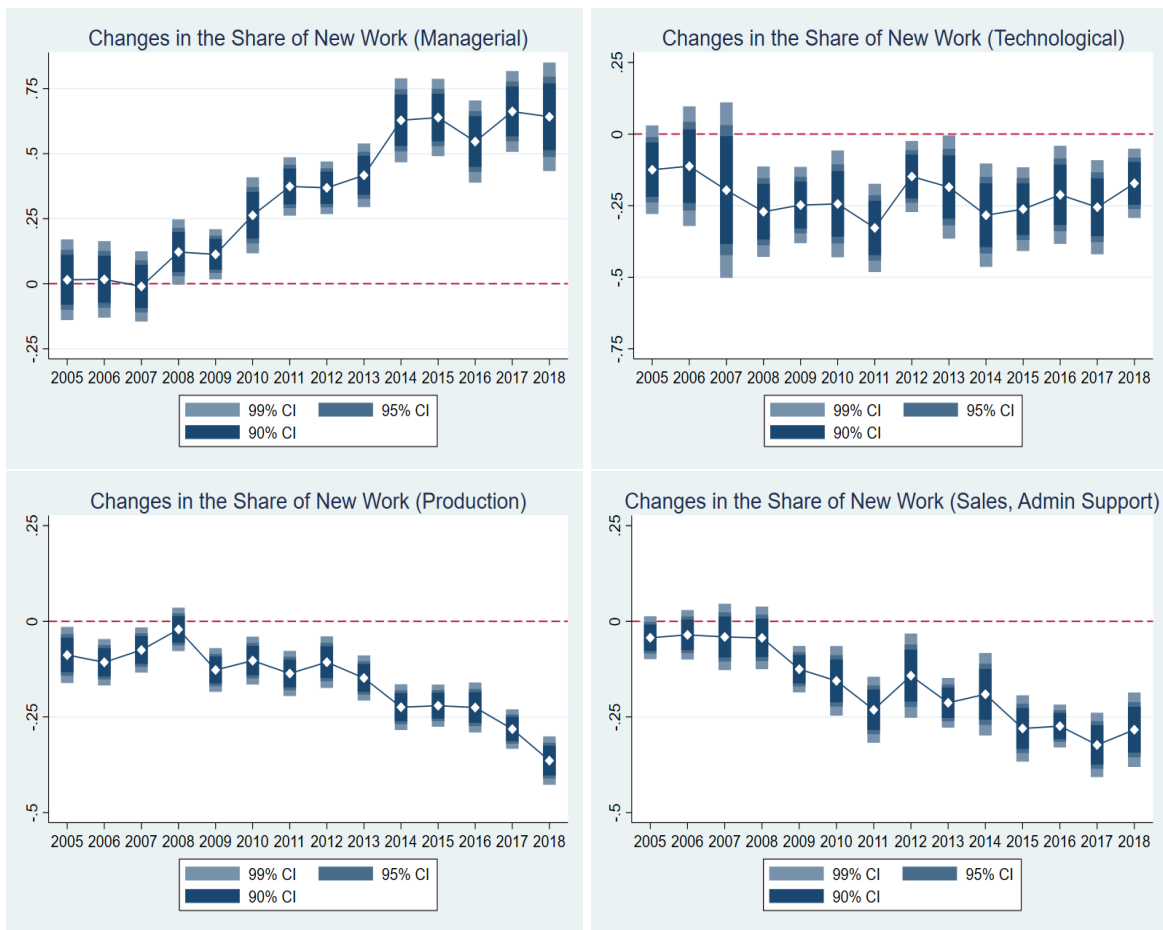 Changes in the Share of New Work (Managerial)
.75
.5
.25
0
-.25
2005 2006 2007 2008 2009 2010 2011 2012 2013 2014 2015 2016 2017 2018
99% CI 95% CI
90% CI
Changes in the Share of New Work (Technological)
.25
0
-.25
-.5
-.75
2005 2006 2007 2008 2009 2010 2011 2012 2013 2014 2015 2016 2017 2018
99% CI 95% CI
90% CI
Changes in the Share of New Work (Production)
.25
0
-.25
-.5
2005 2006 2007 2008 2009 2010 2011 2012 2013 2014 2015 2016 2017 2018
99% CI 95% CI
90% CI
Changes in the Share of New Work (Sales, Admin Support)
.25
0
-.25
-.5
2005 2006 2007 2008 2009 2010 2011 2012 2013 2014 2015 2016 2017 2018
99% CI 95% CI
90% CI